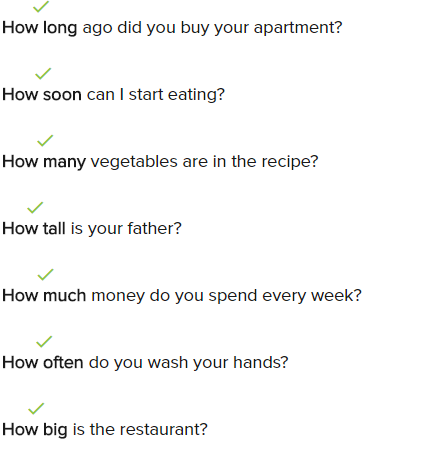 How long ago did you buy your apartment?
How soon can I start eating?
How many vegetables are in the recipe?
How tall is your father?
How much money do you spend every week?
How often do you wash your hands?
How big is the restaurant?